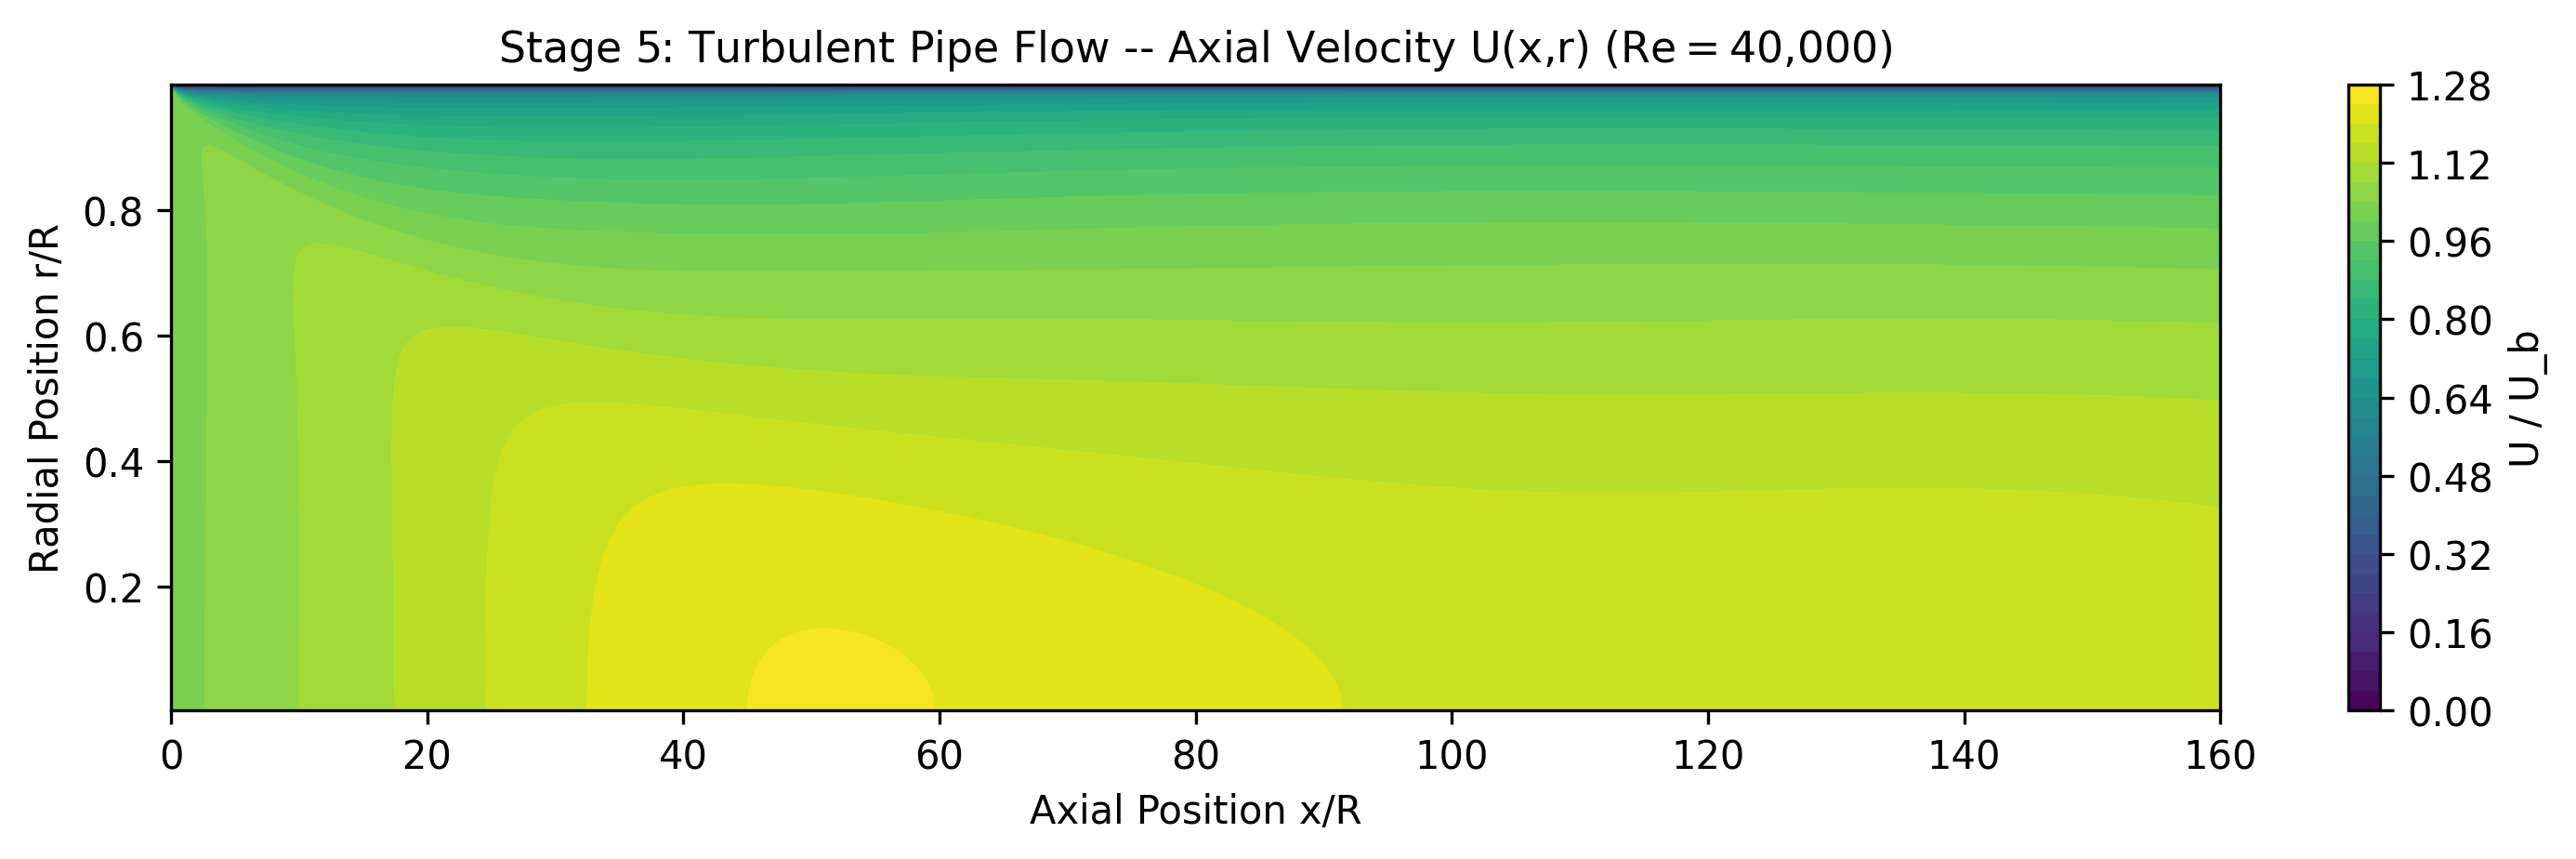 Stage 5: Turbulent Pipe Flow -- Axial Velocity U(x,r) (Re = 40,000)
Radial Position r/R
0.8
0.6
0.4
0.2
0 20 40 60 80 100 120 140 160
Axial Position x/R
1.28
1.12
0.96
0.80
0.64
0.48
0.32
0.16
0.00
U / U_b